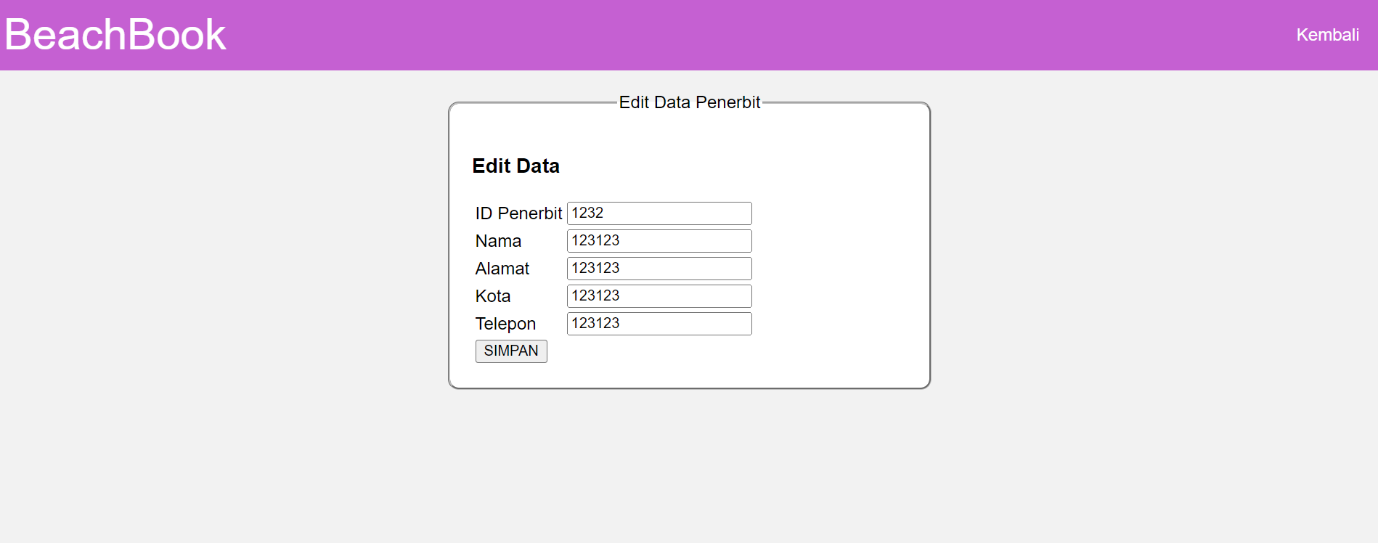 BeachBook
Kembali
Edit Data Penerbit
Edit Data
ID Penerbit 1232
Nama 123123
Alamat 123123
Kota 123123
Telepon 123123
SIMPAN